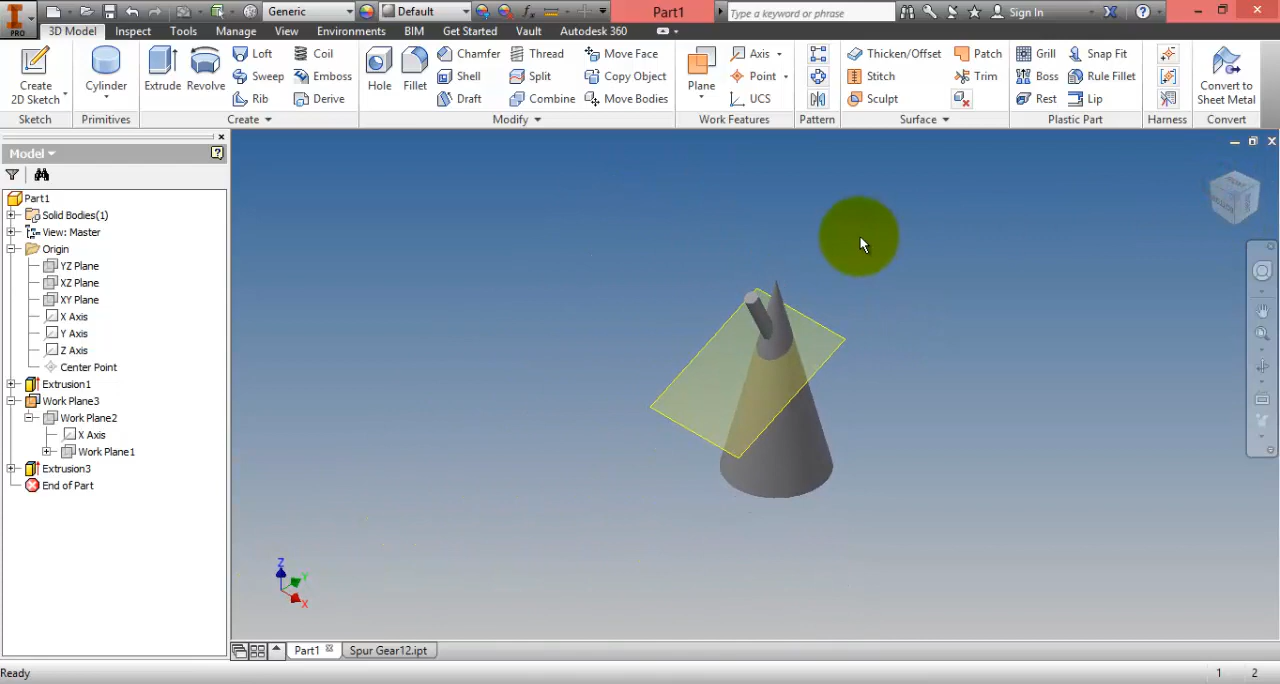 PRO
Generic
Default
Part1
Type a keyword or phrase
Sign In
3D Model
Inspect
Tools
Manage
View
Environments
BIM
Get Started
Vault
Autodesk 360
Create
2D Sketch
Sketch
Cylinder
Primitives
Extrude
Revolve
Loft
Sweep
Rib
Coil
Emboss
Derive
Create
Hole
Fillet
Chamfer
Shell
Draft
Thread
Split
Combine
Move Face
Copy Object
Move Bodies
Modify
Plane
Axis
Point
UCS
Work Features
Pattern
Thicken/Offset
Stitch
Sculpt
Patch
Trim
Surface
Grill
Boss
Rest
Snap Fit
Rule Fillet
Lip
Plastic Part
Harness
Convert to
Sheet Metal
Convert
Model
Part1
Solid Bodies(1)
View: Master
Origin
YZ Plane
XZ Plane
XY Plane
X Axis
Y Axis
Z Axis
Center Point
Extrusion1
Work Plane3
Work Plane2
X Axis
Work Plane1
Extrusion3
End of Part
Z
Y
X
Part1
Spur Gear12.ipt
Ready
1
2